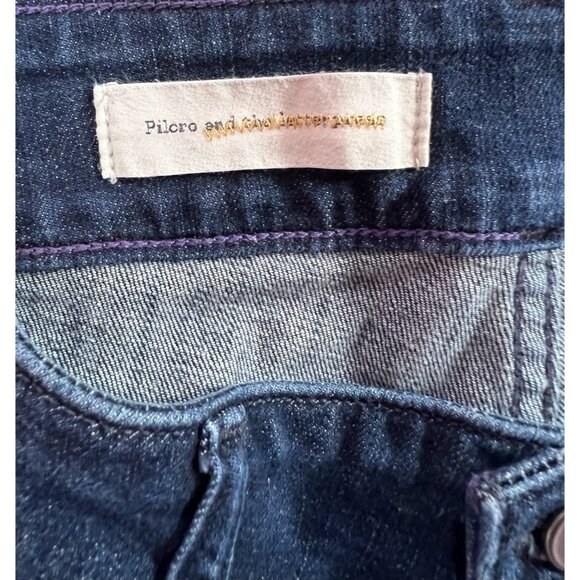 Pilcro and the letterpress